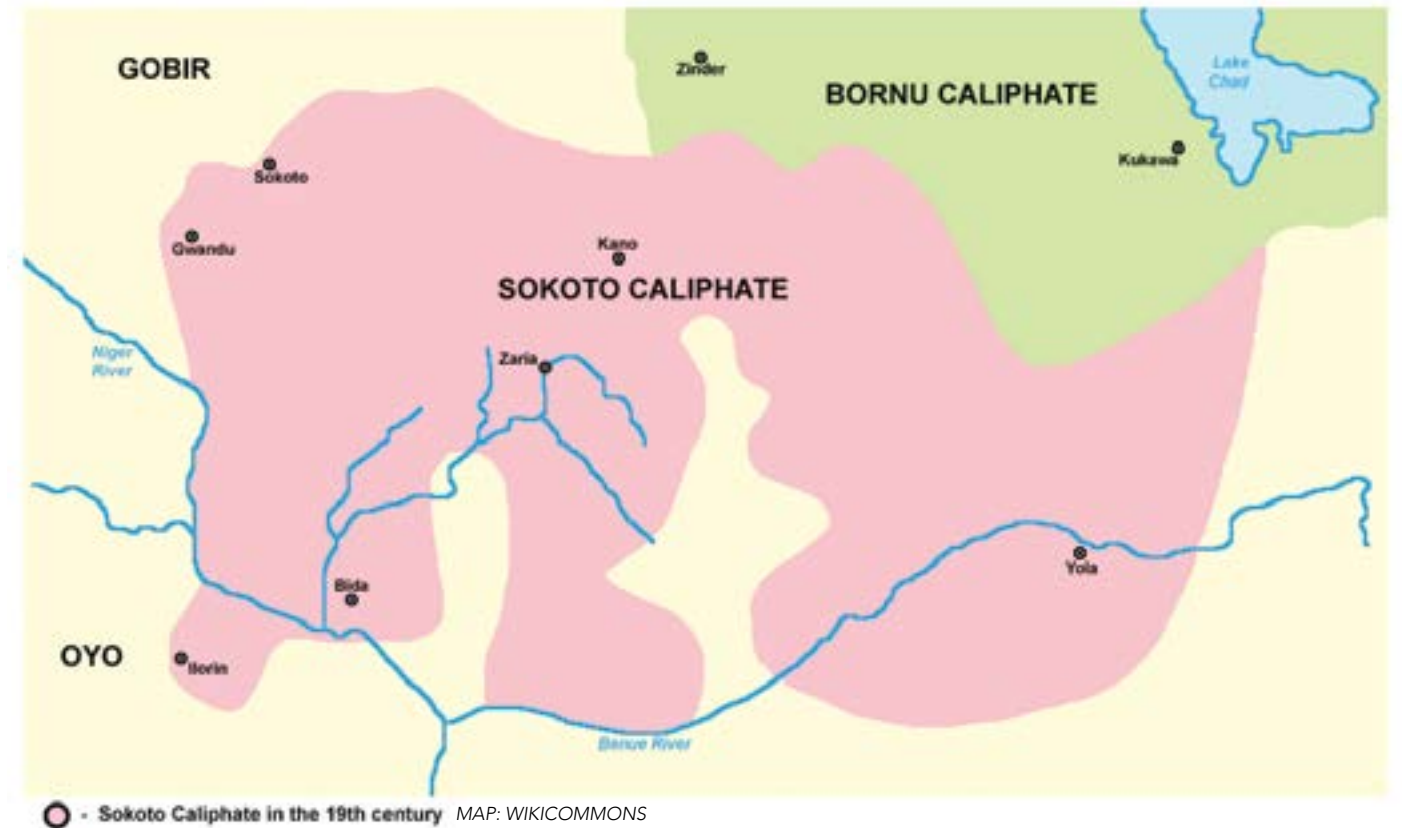 GOBIR
Zinder
BORNU CALIPHATE
Lake
Chad
Kukawa
Sokoto
Gwandu
Kano
SOKOTO CALIPHATE
Niger
River
Zaria
Bida
Yola
OYO
Ilorin
Benue River
- Sokoto Caliphate in the 19th century MAP: WIKICOMMONS